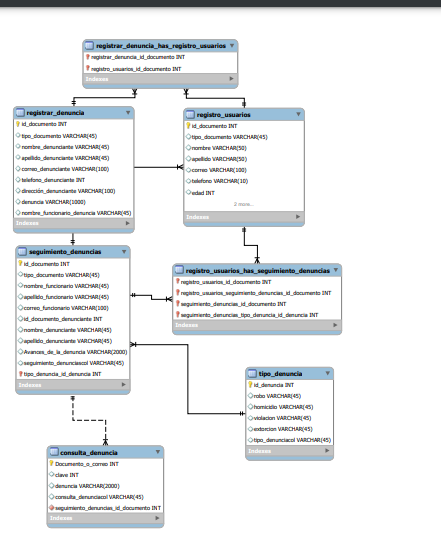 registrar_denuncia_has_registro_usuarios
registrar_denuncia_id_documento INT
registro_usuarios_id_documento INT
Indexes
registrar_denuncia
id_documento INT
tipo_documento VARCHAR(45)
nombre_denunciante VARCHAR(45)
apellido_denunciante VARCHAR(45)
correo_denunciante VARCHAR(100)
telefono_denunciante INT
dirección_denunciante VARCHAR(100)
denuncia VARCHAR(1000)
nombre_funcionario_denuncia VARCHAR(45)
Indexes
registro_usuarios
id_documento INT
tipo_documento VARCHAR(45)
nombre VARCHAR(50)
apellido VARCHAR(50)
correo VARCHAR(100)
telefono VARCHAR(10)
edad INT
2 more...
Indexes
seguimiento_denuncias
id_documento INT
tipo_documento VARCHAR(45)
nombre_funcionario VARCHAR(45)
apellido_funcionario VARCHAR(45)
correo_funcionario VARCHAR(100)
id_documento_denunciante INT
nombre_denunciante VARCHAR(45)
apellido_denunciante VARCHAR(45)
Avances_de_la_denuncia VARCHAR(2000)
seguimiento_denunciascol VARCHAR(45)
tipo_denuncia_id_denuncia INT
Indexes
registro_usuarios_has_seguimiento_denuncias
registro_usuarios_id_documento INT
registro_usuarios_seguimiento_denuncias_id_documento INT
seguimiento_denuncias_id_documento INT
seguimiento_denuncias_tipo_denuncia_id_denuncia INT
Indexes
tipo_denuncia
id_denuncia INT
robo VARCHAR(45)
homicidio VARCHAR(45)
violacion VARCHAR(45)
extorcion VARCHAR(45)
tipo_denunciacol VARCHAR(45)
Indexes
consulta_denuncia
Documento_o_correo INT
clave INT
denuncia VARCHAR(2000)
consulta_denunciacol VARCHAR(45)
seguimiento_denuncias_id_documento INT
Indexes